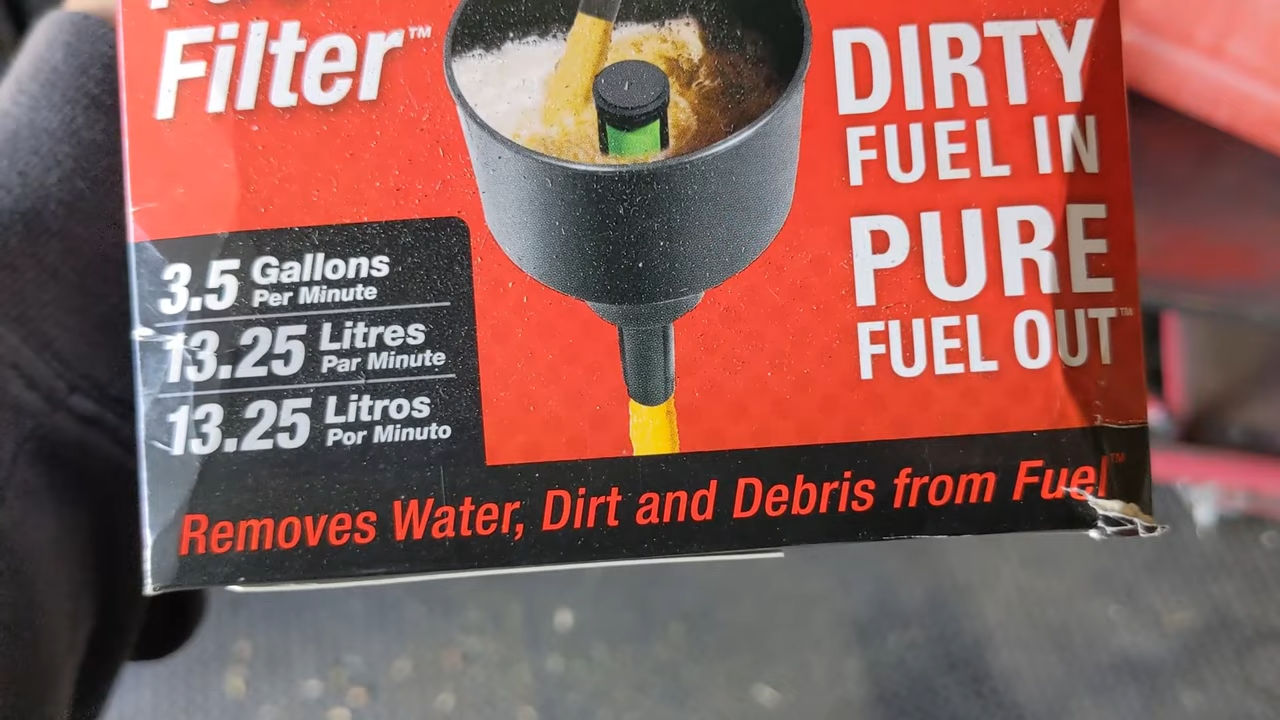 Filter™
DIRTY
FUEL IN
PURE
FUEL OUT™
3.5 Gallons
Per Minute
13.25 Litres
Par Minute
13.25 Litros
Por Minuto
Removes Water, Dirt and Debris from Fuel™